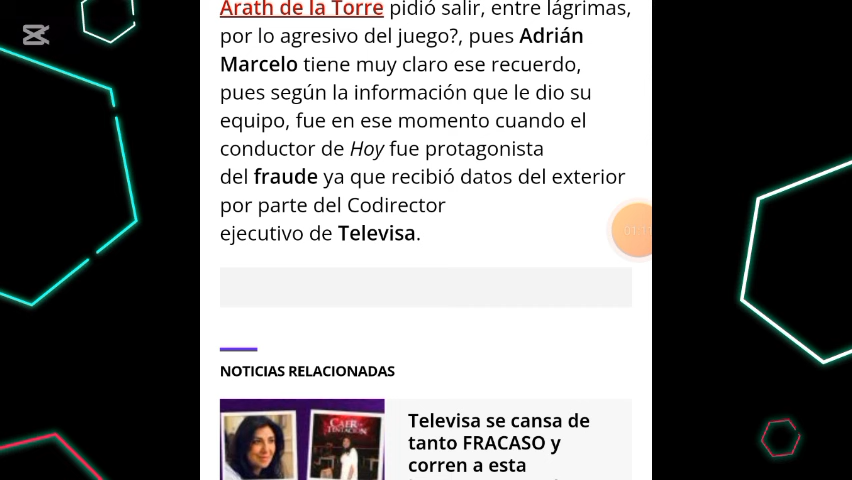 Arath de la Torre pidió salir, entre lágrimas,
por lo agresivo del juego?, pues Adrián
Marcelo tiene muy claro ese recuerdo,
pues según la información que le dio su
equipo, fue en ese momento cuando el
conductor de Hoy fue protagonista
del fraude ya que recibió datos del exterior
por parte del Codirector
ejecutivo de Televisa.
NOTICIAS RELACIONADAS
CAER EN
TENTACIÓN
Televisa se cansa de
tanto FRACASO y
corren a esta